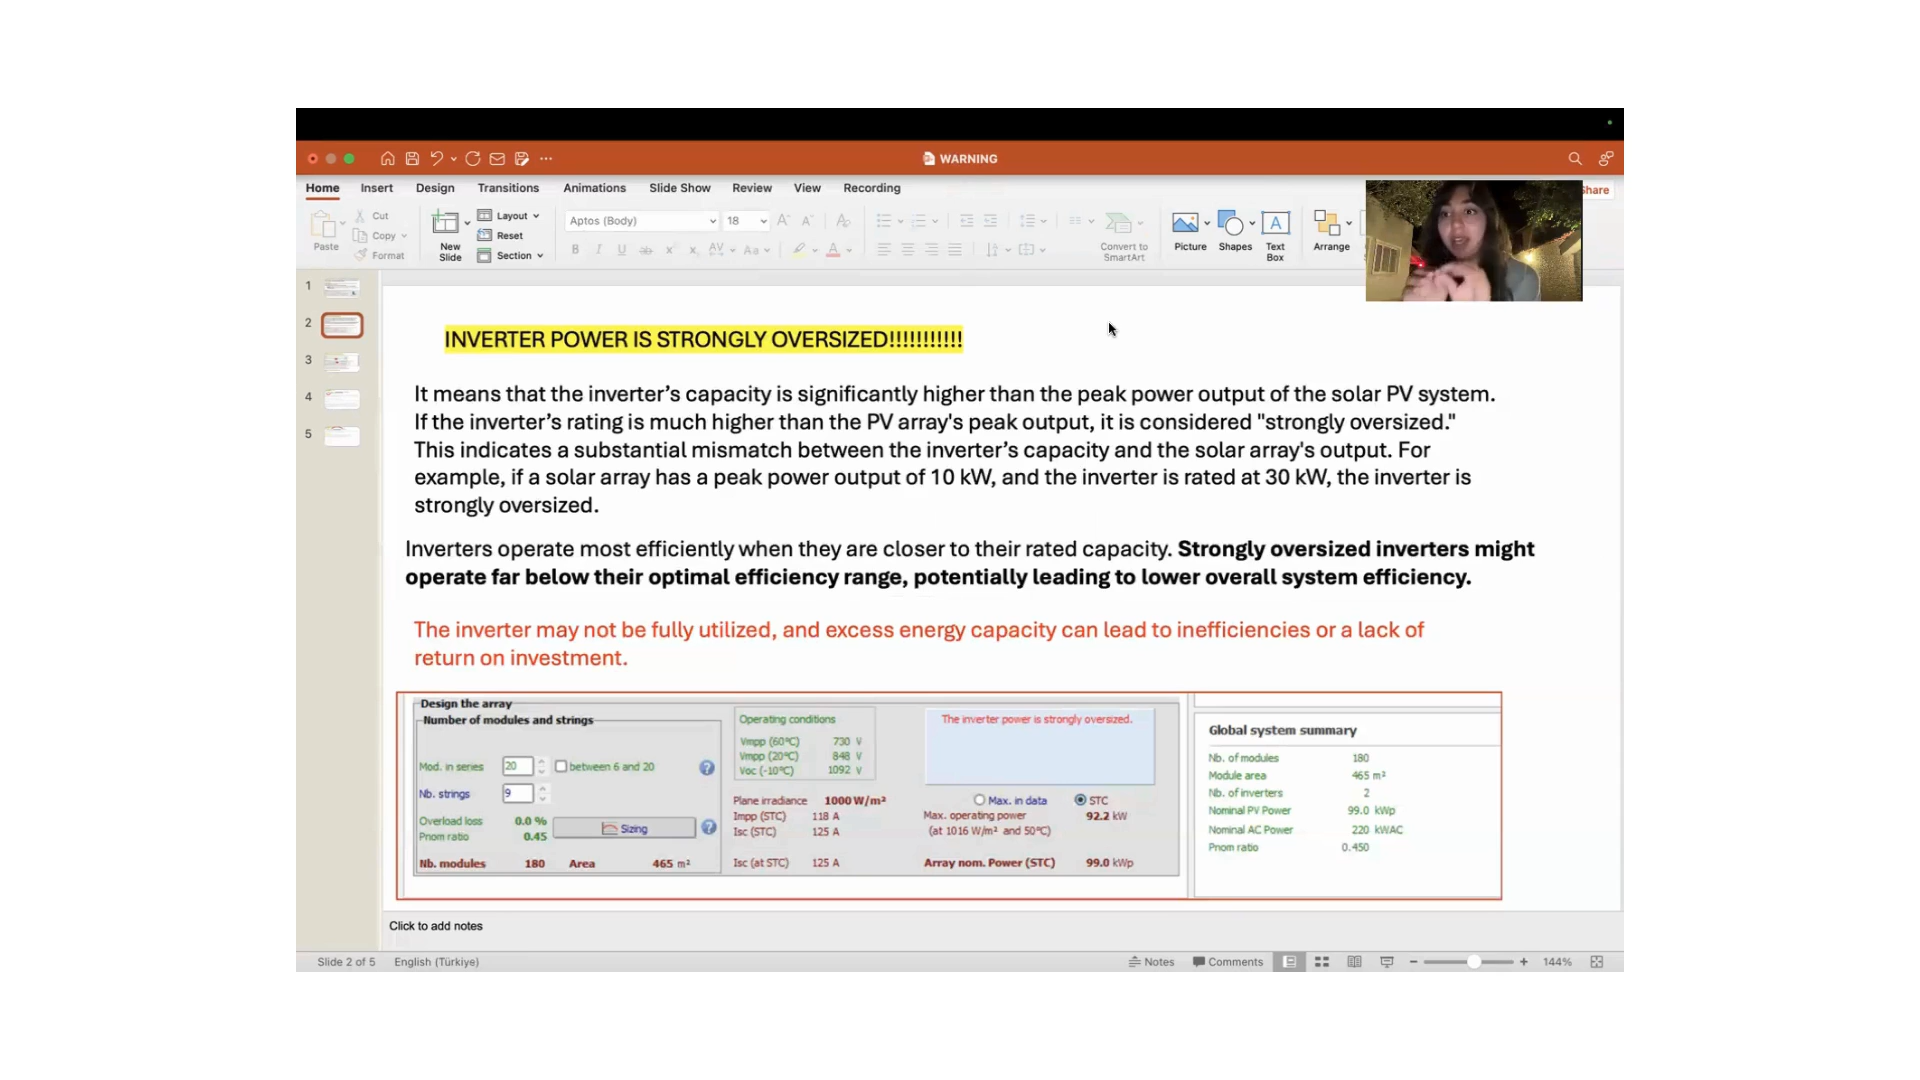 WARNING
Home Insert Design Transitions Animations Slide Show Review View Recording
Share
Paste
Cut
Copy
Format
New Slide
Layout
Reset
Section
Aptos (Body) 18
Convert to SmartArt
Picture
Shapes
Text Box
Arrange
1
2
3
4
5
INVERTER POWER IS STRONGLY OVERSIZED!!!!!!!!!!!
It means that the inverter’s capacity is significantly higher than the peak power output of the solar PV system.
If the inverter’s rating is much higher than the PV array's peak output, it is considered "strongly oversized."
This indicates a substantial mismatch between the inverter’s capacity and the solar array's output. For
example, if a solar array has a peak power output of 10 kW, and the inverter is rated at 30 kW, the inverter is
strongly oversized.
Inverters operate most efficiently when they are closer to their rated capacity. Strongly oversized inverters might
operate far below their optimal efficiency range, potentially leading to lower overall system efficiency.
The inverter may not be fully utilized, and excess energy capacity can lead to inefficiencies or a lack of
return on investment.
Design the array
Number of modules and strings
Mod. in series 20 between 6 and 20
Nb. strings 9
Overload loss 0.0 %
Pnom ratio 0.45
Sizing
Nb. modules 180 Area 465 m²
Operating conditions
Vmpp (60°C) 730 V
Vmpp (20°C) 848 V
Voc (-10°C) 1092 V
Plane irradiance 1000 W/m²
Impp (STC) 118 A
Isc (STC) 125 A
Isc (at STC) 125 A
The inverter power is strongly oversized.
Max. in data STC
Max. operating power 92.2 kW
(at 1016 W/m² and 50°C)
Array nom. Power (STC) 99.0 kWp
Global system summary
Nb. of modules 180
Module area 465 m²
Nb. of inverters 2
Nominal PV Power 99.0 kWp
Nominal AC Power 220 kWAC
Pnom ratio 0.450
Click to add notes
Slide 2 of 5 English (Türkiye) Notes Comments 144%